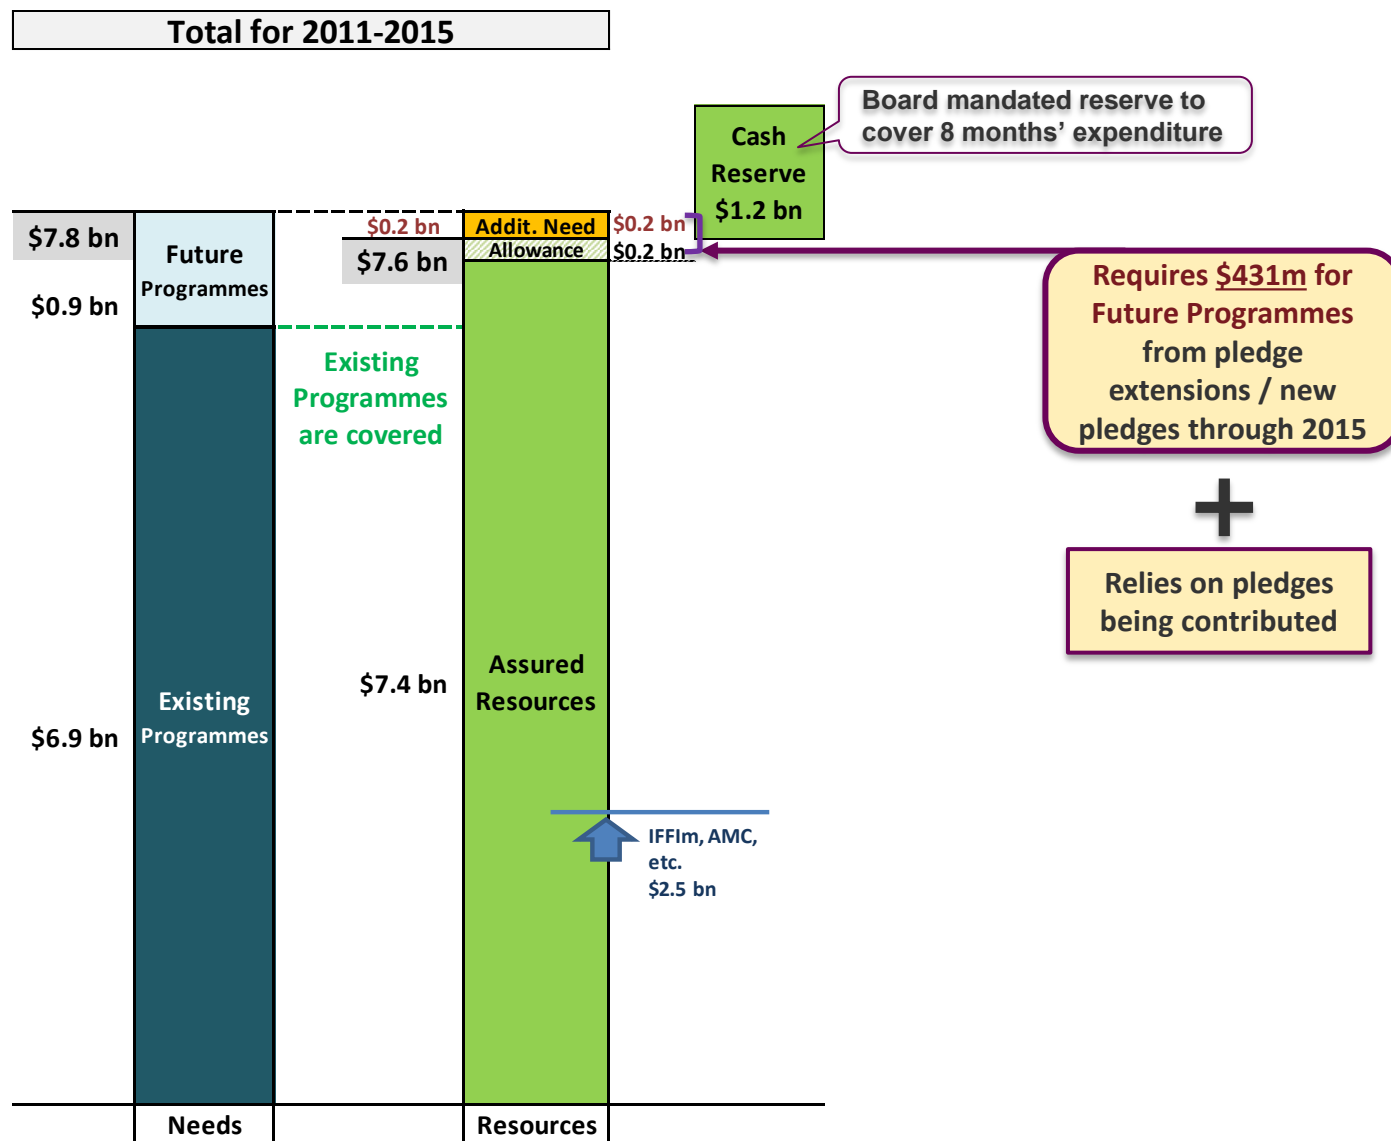 Total for 2011-2015
Board mandated reserve to
cover 8 months’ expenditure
Cash
Reserve
$1.2 bn
$7.8 bn
Future
Programmes
$0.9 bn
$0.2 bn
$7.6 bn
Addit. Need
Allowance
$0.2 bn
$0.2 bn
Requires $431m for
Future Programmes
from pledge
extensions / new
pledges through 2015
Existing
Programmes
are covered
Relies on pledges
being contributed
$7.4 bn
Assured
Resources
Existing
Programmes
$6.9 bn
IFFIm, AMC,
etc.
$2.5 bn
Needs
Resources